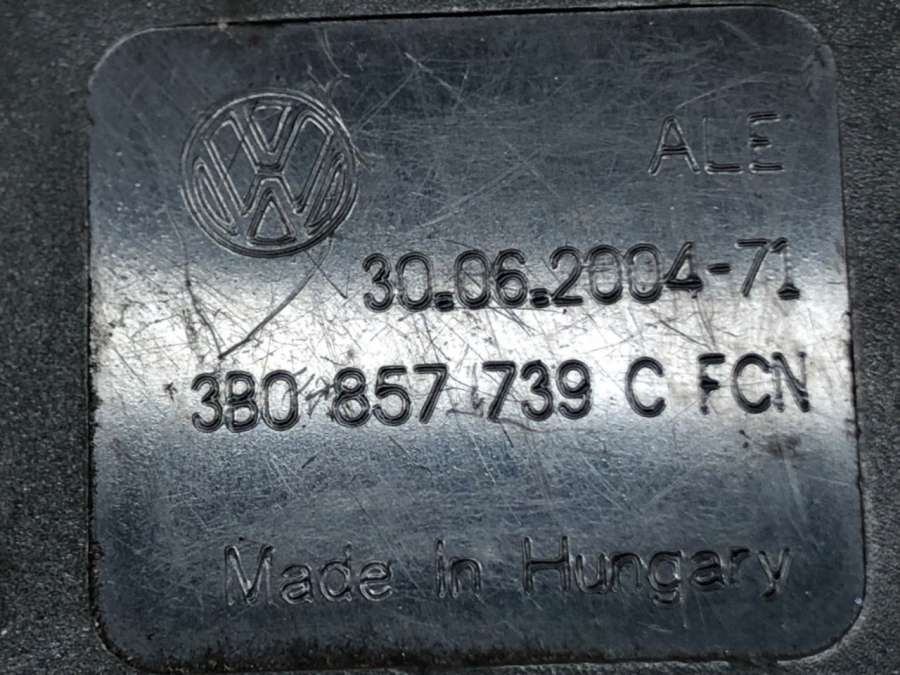 ALE
30.06.2004-71
3B0 857 739 C FCN
Made in Hungary